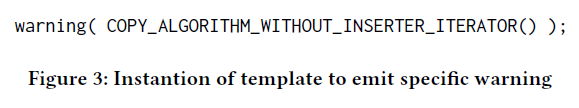 warning( COPY_ALGORITHM_WITHOUT_INSERTER_ITERATOR() );
Figure 3: Instantion of template to emit specific warning